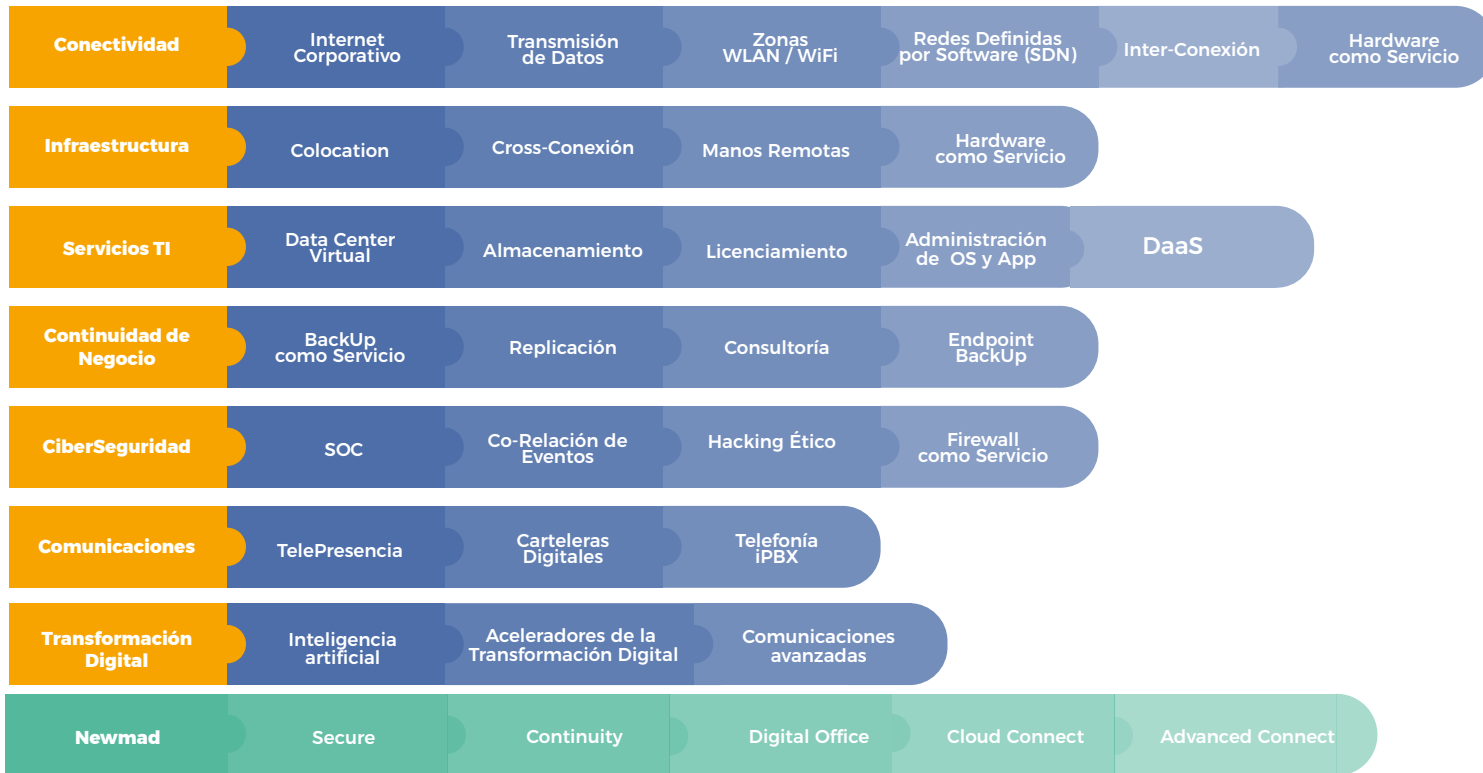 Conectividad
Internet
Corporativo
Transmisión
de Datos
Zonas
WLAN / WiFi
Redes Definidas
por Software (SDN)
Inter-Conexión
Hardware
como Servicio
Infraestructura
Colocation
Cross-Conexión
Manos Remotas
Hardware
como Servicio
Servicios TI
Data Center
Virtual
Almacenamiento
Licenciamiento
Administración
de OS y App
DaaS
Continuidad de
Negocio
BackUp
como Servicio
Replicación
Consultoría
Endpoint
BackUp
CiberSeguridad
SOC
Co-Relación de
Eventos
Hacking Ético
Firewall
como Servicio
Comunicaciones
TelePresencia
Carteleras
Digitales
Telefonía
iPBX
Transformación
Digital
Inteligencia
artificial
Aceleradores de la
Transformación Digital
Comunicaciones
avanzadas
Newmad
Secure
Continuity
Digital Office
Cloud Connect
Advanced Connect